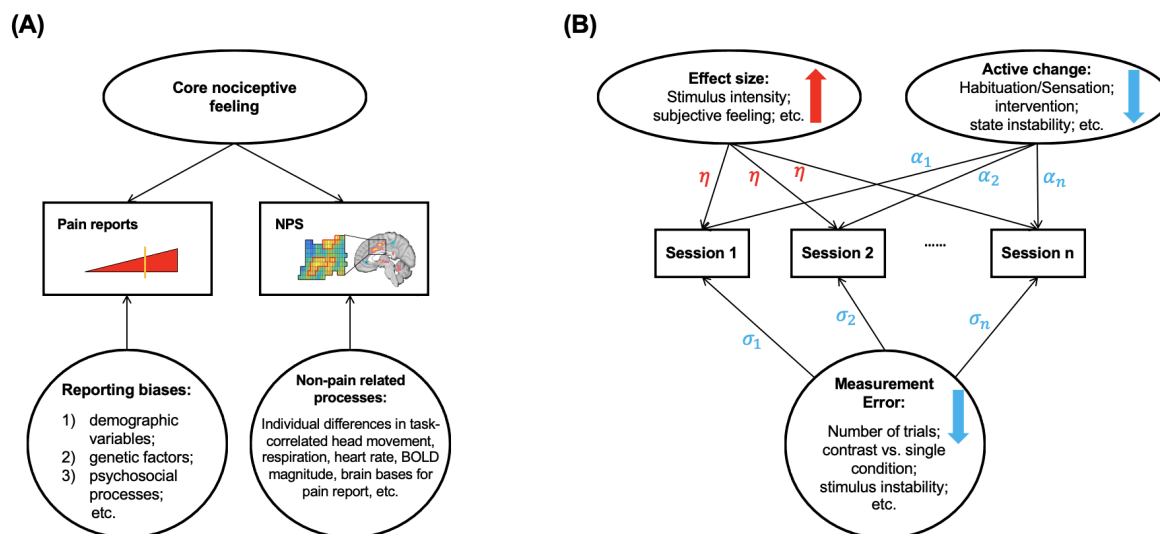 (A)
Core nociceptive
feeling
Pain reports
NPS
Reporting biases:
1) demographic
variables;
2) genetic factors;
3) psychosocial
processes;
etc.
Non-pain related
processes:
Individual differences in task-
correlated head movement,
respiration, heart rate, BOLD
magnitude, brain bases for
pain report, etc.
(B)
Effect size:
Stimulus intensity;
subjective feeling; etc.
Active change:
Habituation/Sensation;
intervention;
state instability; etc.
η
η
η
α1
α2
αn
Session 1
Session 2
......
Session n
σ1
σ2
σn
Measurement
Error:
Number of trials;
contrast vs. single
condition;
stimulus instability;
etc.